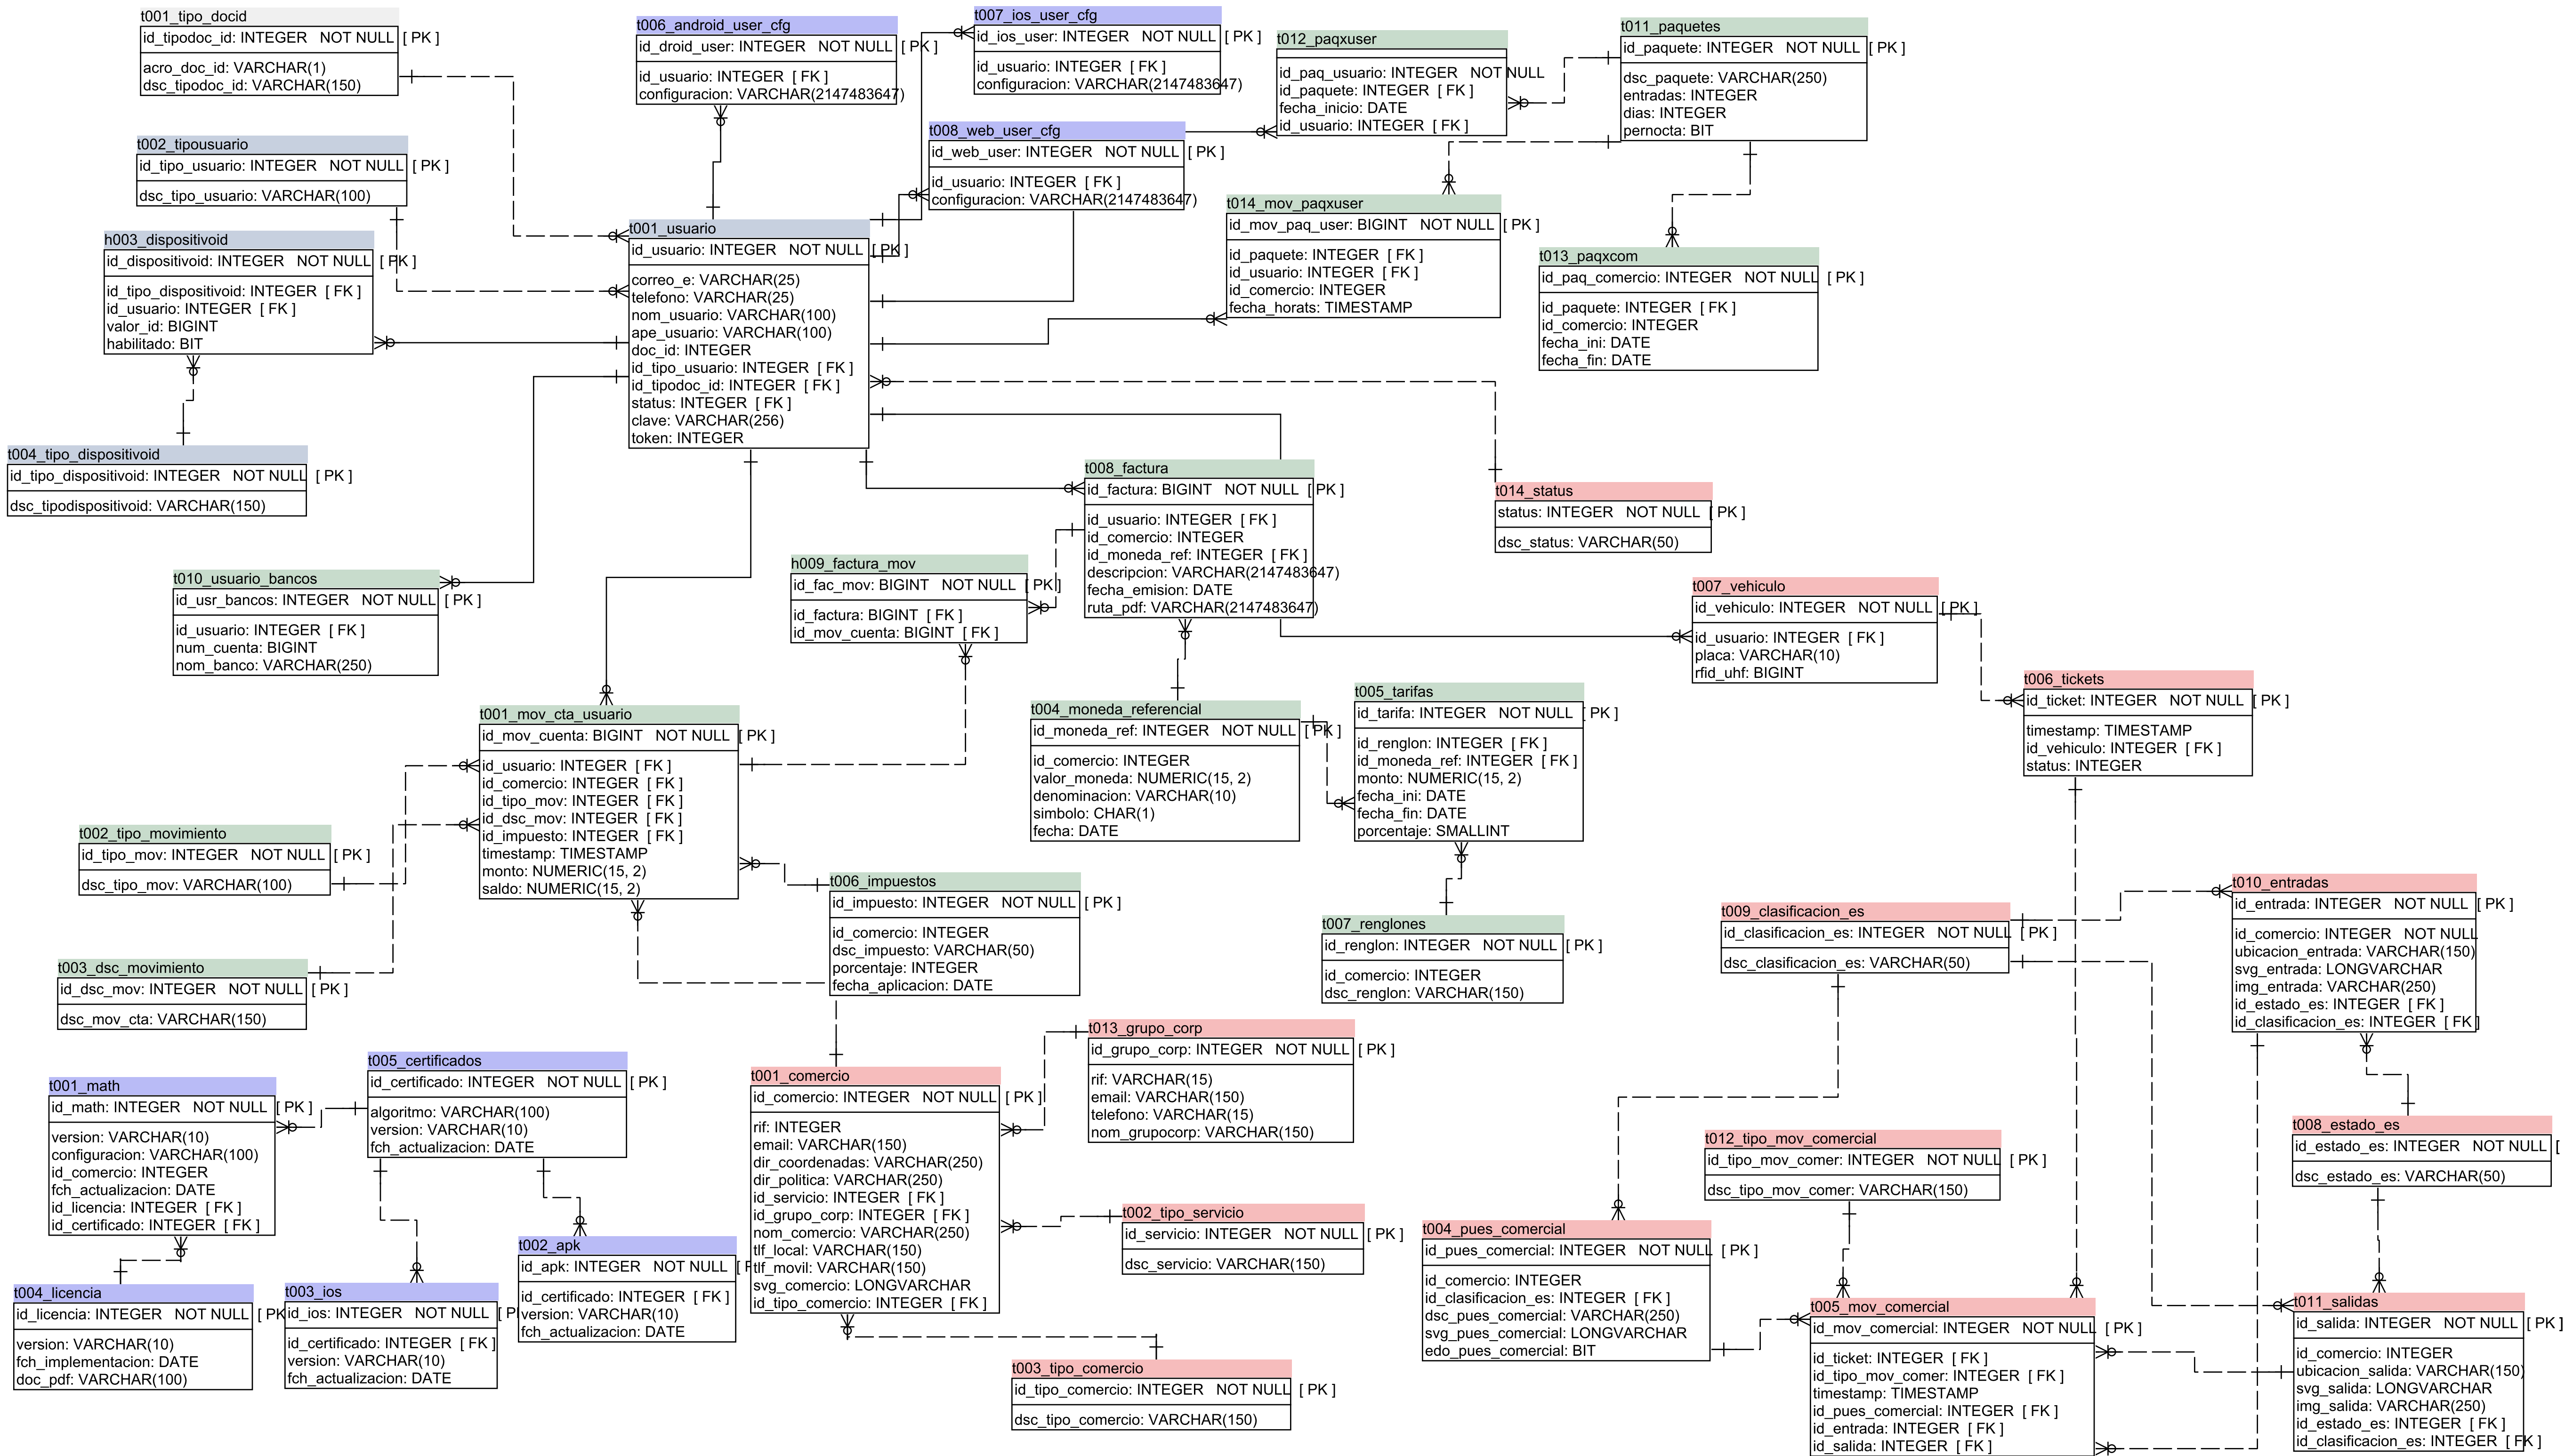 t001_tipo_docid
id_tipodoc_id: INTEGER   NOT NULL  [ PK ]
acro_doc_id: VARCHAR(1)
dsc_tipodoc_id: VARCHAR(150)
t006_android_user_cfg
id_droid_user: INTEGER   NOT NULL  [ PK ]
id_usuario: INTEGER  [ FK ]
configuracion: VARCHAR(2147483647)
t007_ios_user_cfg
id_ios_user: INTEGER   NOT NULL  [ PK ]
id_usuario: INTEGER  [ FK ]
configuracion: VARCHAR(2147483647)
t012_paqxuser
id_paq_usuario: INTEGER   NOT NULL
id_paquete: INTEGER  [ FK ]
fecha_inicio: DATE
id_usuario: INTEGER  [ FK ]
t011_paquetes
id_paquete: INTEGER   NOT NULL  [ PK ]
dsc_paquete: VARCHAR(250)
entradas: INTEGER
dias: INTEGER
pernocta: BIT
t002_tipousuario
id_tipo_usuario: INTEGER   NOT NULL  [ PK ]
dsc_tipo_usuario: VARCHAR(100)
t008_web_user_cfg
id_web_user: INTEGER   NOT NULL  [ PK ]
id_usuario: INTEGER  [ FK ]
configuracion: VARCHAR(2147483647)
h003_dispositivoid
id_dispositivoid: INTEGER   NOT NULL  [ PK ]
id_tipo_dispositivoid: INTEGER  [ FK ]
id_usuario: INTEGER  [ FK ]
valor_id: BIGINT
habilitado: BIT
t001_usuario
id_usuario: INTEGER   NOT NULL  [ PK ]
correo_e: VARCHAR(25)
telefono: VARCHAR(25)
nom_usuario: VARCHAR(100)
ape_usuario: VARCHAR(100)
doc_id: INTEGER
id_tipo_usuario: INTEGER  [ FK ]
id_tipodoc_id: INTEGER  [ FK ]
status: INTEGER  [ FK ]
clave: VARCHAR(256)
token: INTEGER
t014_mov_paqxuser
id_mov_paq_user: BIGINT   NOT NULL  [ PK ]
id_paquete: INTEGER  [ FK ]
id_usuario: INTEGER  [ FK ]
id_comercio: INTEGER
fecha_horats: TIMESTAMP
t013_paqxcom
id_paq_comercio: INTEGER   NOT NULL  [ PK ]
id_paquete: INTEGER  [ FK ]
id_comercio: INTEGER
fecha_ini: DATE
fecha_fin: DATE
t004_tipo_dispositivoid
id_tipo_dispositivoid: INTEGER   NOT NULL  [ PK ]
dsc_tipodispositivoid: VARCHAR(150)
t008_factura
id_factura: BIGINT   NOT NULL  [ PK ]
id_usuario: INTEGER  [ FK ]
id_comercio: INTEGER
id_moneda_ref: INTEGER  [ FK ]
descripcion: VARCHAR(2147483647)
fecha_emision: DATE
ruta_pdf: VARCHAR(2147483647)
t014_status
status: INTEGER   NOT NULL  [ PK ]
dsc_status: VARCHAR(50)
t010_usuario_bancos
id_usr_bancos: INTEGER   NOT NULL  [ PK ]
id_usuario: INTEGER  [ FK ]
num_cuenta: BIGINT
nom_banco: VARCHAR(250)
h009_factura_mov
id_fac_mov: BIGINT   NOT NULL  [ PK ]
id_factura: BIGINT  [ FK ]
id_mov_cuenta: BIGINT  [ FK ]
t007_vehiculo
id_vehiculo: INTEGER   NOT NULL  [ PK ]
id_usuario: INTEGER  [ FK ]
placa: VARCHAR(10)
rfid_uhf: BIGINT
t006_tickets
id_ticket: INTEGER   NOT NULL  [ PK ]
timestamp: TIMESTAMP
id_vehiculo: INTEGER  [ FK ]
status: INTEGER
t001_mov_cta_usuario
id_mov_cuenta: BIGINT   NOT NULL  [ PK ]
id_usuario: INTEGER  [ FK ]
id_comercio: INTEGER  [ FK ]
id_tipo_mov: INTEGER  [ FK ]
id_dsc_mov: INTEGER  [ FK ]
id_impuesto: INTEGER  [ FK ]
timestamp: TIMESTAMP
monto: NUMERIC(15, 2)
saldo: NUMERIC(15, 2)
t004_moneda_referencial
id_moneda_ref: INTEGER   NOT NULL  [ PK ]
id_comercio: INTEGER
valor_moneda: NUMERIC(15, 2)
denominacion: VARCHAR(10)
simbolo: CHAR(1)
fecha: DATE
t005_tarifas
id_tarifa: INTEGER   NOT NULL  [ PK ]
id_renglon: INTEGER  [ FK ]
id_moneda_ref: INTEGER  [ FK ]
monto: NUMERIC(15, 2)
fecha_ini: DATE
fecha_fin: DATE
porcentaje: SMALLINT
t002_tipo_movimiento
id_tipo_mov: INTEGER   NOT NULL  [ PK ]
dsc_tipo_mov: VARCHAR(100)
t006_impuestos
id_impuesto: INTEGER   NOT NULL  [ PK ]
id_comercio: INTEGER
dsc_impuesto: VARCHAR(50)
porcentaje: INTEGER
fecha_aplicacion: DATE
t007_renglones
id_renglon: INTEGER   NOT NULL  [ PK ]
id_comercio: INTEGER
dsc_renglon: VARCHAR(150)
t009_clasificacion_es
id_clasificacion_es: INTEGER   NOT NULL  [ PK ]
dsc_clasificacion_es: VARCHAR(50)
t010_entradas
id_entrada: INTEGER   NOT NULL  [ PK ]
id_comercio: INTEGER
ubicacion_entrada: VARCHAR(150)
svg_entrada: LONGVARCHAR
img_entrada: VARCHAR(250)
id_estado_es: INTEGER  [ FK ]
id_clasificacion_es: INTEGER  [ FK ]
t003_dsc_movimiento
id_dsc_mov: INTEGER   NOT NULL  [ PK ]
dsc_mov_cta: VARCHAR(150)
t013_grupo_corp
id_grupo_corp: INTEGER   NOT NULL  [ PK ]
rif: VARCHAR(15)
email: VARCHAR(150)
telefono: VARCHAR(15)
nom_grupocorp: VARCHAR(150)
t005_certificados
id_certificado: INTEGER   NOT NULL  [ PK ]
algoritmo: VARCHAR(100)
version: VARCHAR(10)
fch_actualizacion: DATE
t001_math
id_math: INTEGER   NOT NULL  [ PK ]
version: VARCHAR(10)
configuracion: VARCHAR(100)
id_comercio: INTEGER
fch_actualizacion: DATE
id_licencia: INTEGER  [ FK ]
id_certificado: INTEGER  [ FK ]
t001_comercio
id_comercio: INTEGER   NOT NULL  [ PK ]
rif: INTEGER
email: VARCHAR(150)
dir_coordenadas: VARCHAR(250)
dir_politica: VARCHAR(250)
id_servicio: INTEGER  [ FK ]
id_grupo_corp: INTEGER  [ FK ]
nom_comercio: VARCHAR(250)
tlf_local: VARCHAR(150)
tlf_movil: VARCHAR(150)
svg_comercio: LONGVARCHAR
id_tipo_comercio: INTEGER  [ FK ]
t012_tipo_mov_comercial
id_tipo_mov_comer: INTEGER   NOT NULL  [ PK ]
dsc_tipo_mov_comer: VARCHAR(150)
t008_estado_es
id_estado_es: INTEGER   NOT NULL  [
dsc_estado_es: VARCHAR(50)
t002_tipo_servicio
id_servicio: INTEGER   NOT NULL  [ PK ]
dsc_servicio: VARCHAR(150)
t004_pues_comercial
id_pues_comercial: INTEGER   NOT NULL  [ PK ]
id_comercio: INTEGER
id_clasificacion_es: INTEGER  [ FK ]
dsc_pues_comercial: VARCHAR(250)
svg_pues_comercial: LONGVARCHAR
edo_pues_comercial: BIT
t002_apk
id_apk: INTEGER   NOT NULL  [
id_certificado: INTEGER  [ FK ]
version: VARCHAR(10)
fch_actualizacion: DATE
t004_licencia
id_licencia: INTEGER   NOT NULL  [ PK
version: VARCHAR(10)
fch_implementacion: DATE
doc_pdf: VARCHAR(100)
t003_ios
id_ios: INTEGER   NOT NULL  [
id_certificado: INTEGER  [ FK ]
version: VARCHAR(10)
fch_actualizacion: DATE
t005_mov_comercial
id_mov_comercial: INTEGER   NOT NULL  [ PK ]
id_ticket: INTEGER  [ FK ]
id_tipo_mov_comer: INTEGER  [ FK ]
timestamp: TIMESTAMP
id_pues_comercial: INTEGER  [ FK ]
id_entrada: INTEGER  [ FK ]
id_salida: INTEGER  [ FK ]
t011_salidas
id_salida: INTEGER   NOT NULL  [ PK ]
id_comercio: INTEGER
ubicacion_salida: VARCHAR(150)
svg_salida: LONGVARCHAR
img_salida: VARCHAR(250)
id_estado_es: INTEGER  [ FK ]
id_clasificacion_es: INTEGER  [ FK ]
t003_tipo_comercio
id_tipo_comercio: INTEGER   NOT NULL  [ PK ]
dsc_tipo_comercio: VARCHAR(150)